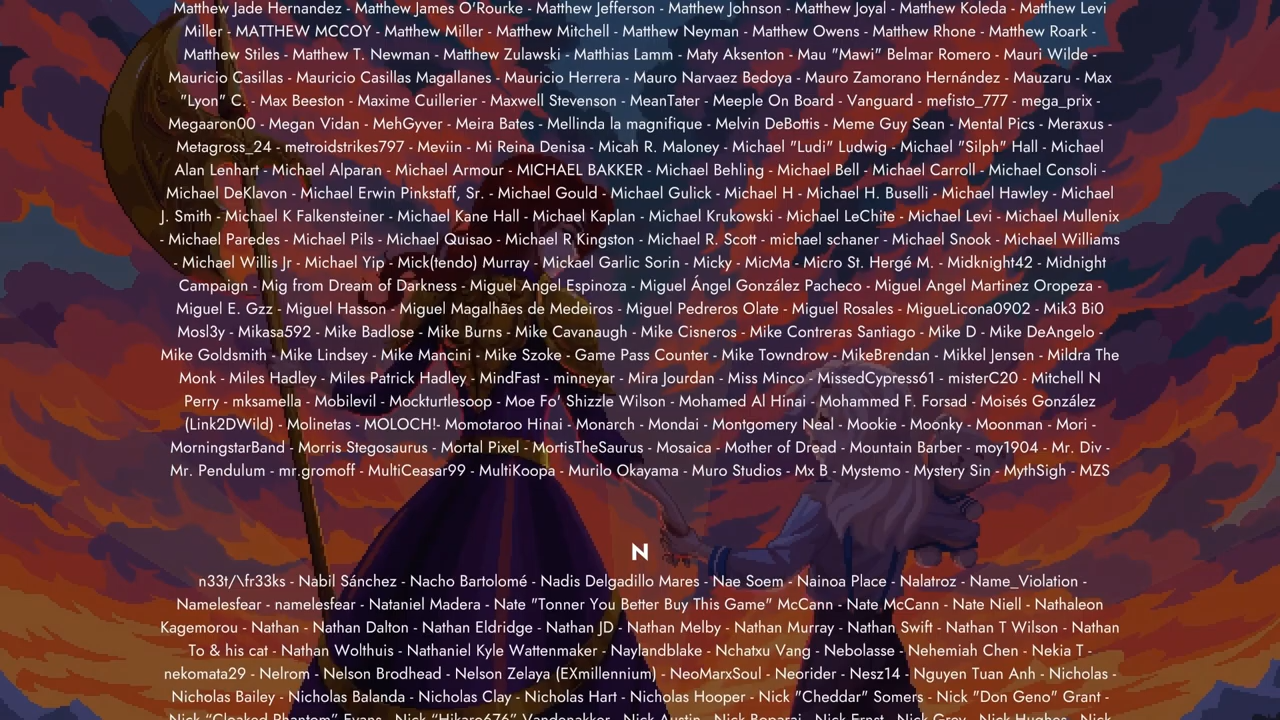 Matthew Jade Hernandez - Matthew James O'Rourke - Matthew Jefferson - Matthew Johnson - Matthew Joyal - Matthew Koleda - Matthew Levi
Miller - MATTHEW MCCOY - Matthew Miller - Matthew Mitchell - Matthew Neyman - Matthew Owens - Matthew Rhone - Matthew Roark -
Matthew Stiles - Matthew T. Newman - Matthew Zulawski - Matthias Lamm - Maty Aksenton - Mau "Mawi" Belmar Romero - Mauri Wilde -
Mauricio Casillas - Mauricio Casillas Magallanes - Mauricio Herrera - Mauro Narvaez Bedoya - Mauro Zamorano Hernández - Mauzaru - Max
"Lyon" C. - Max Beeston - Maxime Cuillerier - Maxwell Stevenson - MeanTater - Meeple On Board - Vanguard - mefisto_777 - mega_prix -
Megaaron00 - Megan Vidan - MehGyver - Meira Bates - Mellinda la magnifique - Melvin DeBottis - Meme Guy Sean - Mental Pics - Meraxus -
Metagross_24 - metroidstrikes797 - Meviin - Mi Reina Denisa - Micah R. Maloney - Michael "Ludi" Ludwig - Michael "Silph" Hall - Michael
Alan Lenhart - Michael Alparan - Michael Armour - MICHAEL BAKKER - Michael Behling - Michael Bell - Michael Carroll - Michael Consoli -
Michael DeKlavon - Michael Erwin Pinkstaff, Sr. - Michael Gould - Michael Gulick - Michael H - Michael H. Buselli - Michael Hawley - Michael
J. Smith - Michael K Falkensteiner - Michael Kane Hall - Michael Kaplan - Michael Krukowski - Michael LeChite - Michael Levi - Michael Mullenix
- Michael Paredes - Michael Pils - Michael Quisao - Michael R Kingston - Michael R. Scott - michael schaner - Michael Snook - Michael Williams
- Michael Willis Jr - Michael Yip - Mick(tendo) Murray - Mickael Garlic Sorin - Micky - MicMa - Micro St. Hergé M. - Midknight42 - Midnight
Campaign - Mig from Dream of Darkness - Miguel Angel Espinoza - Miguel Ángel González Pacheco - Miguel Angel Martinez Oropeza -
Miguel E. Gzz - Miguel Hasson - Miguel Magalhães de Medeiros - Miguel Pedreros Olate - Miguel Rosales - MigueLicona0902 - Mik3 Bi0
Mosl3y - Mikasa592 - Mike Badlose - Mike Burns - Mike Cavanaugh - Mike Cisneros - Mike Contreras Santiago - Mike D - Mike DeAngelo -
Mike Goldsmith - Mike Lindsey - Mike Mancini - Mike Szoke - Game Pass Counter - Mike Towndrow - MikeBrendan - Mikkel Jensen - Mildra The
Monk - Miles Hadley - Miles Patrick Hadley - MindFast - minneyar - Mira Jourdan - Miss Minco - MissedCypress61 - misterC20 - Mitchell N
Perry - mksamella - Mobilevil - Mockturtlesoop - Moe Fo' Shizzle Wilson - Mohamed Al Hinai - Mohammed F. Forsad - Moisés González
(Link2DWild) - Molinetas - MOLOCH!- Momotaroo Hinai - Monarch - Mondai - Montgomery Neal - Mookie - Moonky - Moonman - Mori -
MorningstarBand - Morris Stegosaurus - Mortal Pixel - MortisTheSaurus - Mosaica - Mother of Dread - Mountain Barber - moy1904 - Mr. Div -
Mr. Pendulum - mr.gromoff - MultiCeasar99 - MultiKoopa - Murilo Okayama - Muro Studios - Mx B - Mystemo - Mystery Sin - MythSigh - MZS
N
n33t/\fr33ks - Nabil Sánchez - Nacho Bartolomé - Nadis Delgadillo Mares - Nae Soem - Nainoa Place - Nalatroz - Name_Violation -
Namelesfear - namelesfear - Nataniel Madera - Nate "Tonner You Better Buy This Game" McCann - Nate McCann - Nate Niell - Nathaleon
Kagemorou - Nathan - Nathan Dalton - Nathan Eldridge - Nathan JD - Nathan Melby - Nathan Murray - Nathan Swift - Nathan T Wilson - Nathan
To & his cat - Nathan Wolthuis - Nathaniel Kyle Wattenmaker - Naylandblake - Nchatxu Vang - Nebolasse - Nehemiah Chen - Nekia T -
nekomata29 - Nelrom - Nelson Brodhead - Nelson Zelaya (EXmillennium) - NeoMarxSoul - Neorider - Nesz14 - Nguyen Tuan Anh - Nicholas -
Nicholas Bailey - Nicholas Balanda - Nicholas Clay - Nicholas Hart - Nicholas Hooper - Nick "Cheddar" Somers - Nick "Don Geno" Grant -
Nick "Cloaked Phantom" Evans - Nick "Hikaro676" Vandenakker - Nick Austin - Nick Boparai - Nick Ernst - Nick Grey - Nick Hughes - Nick